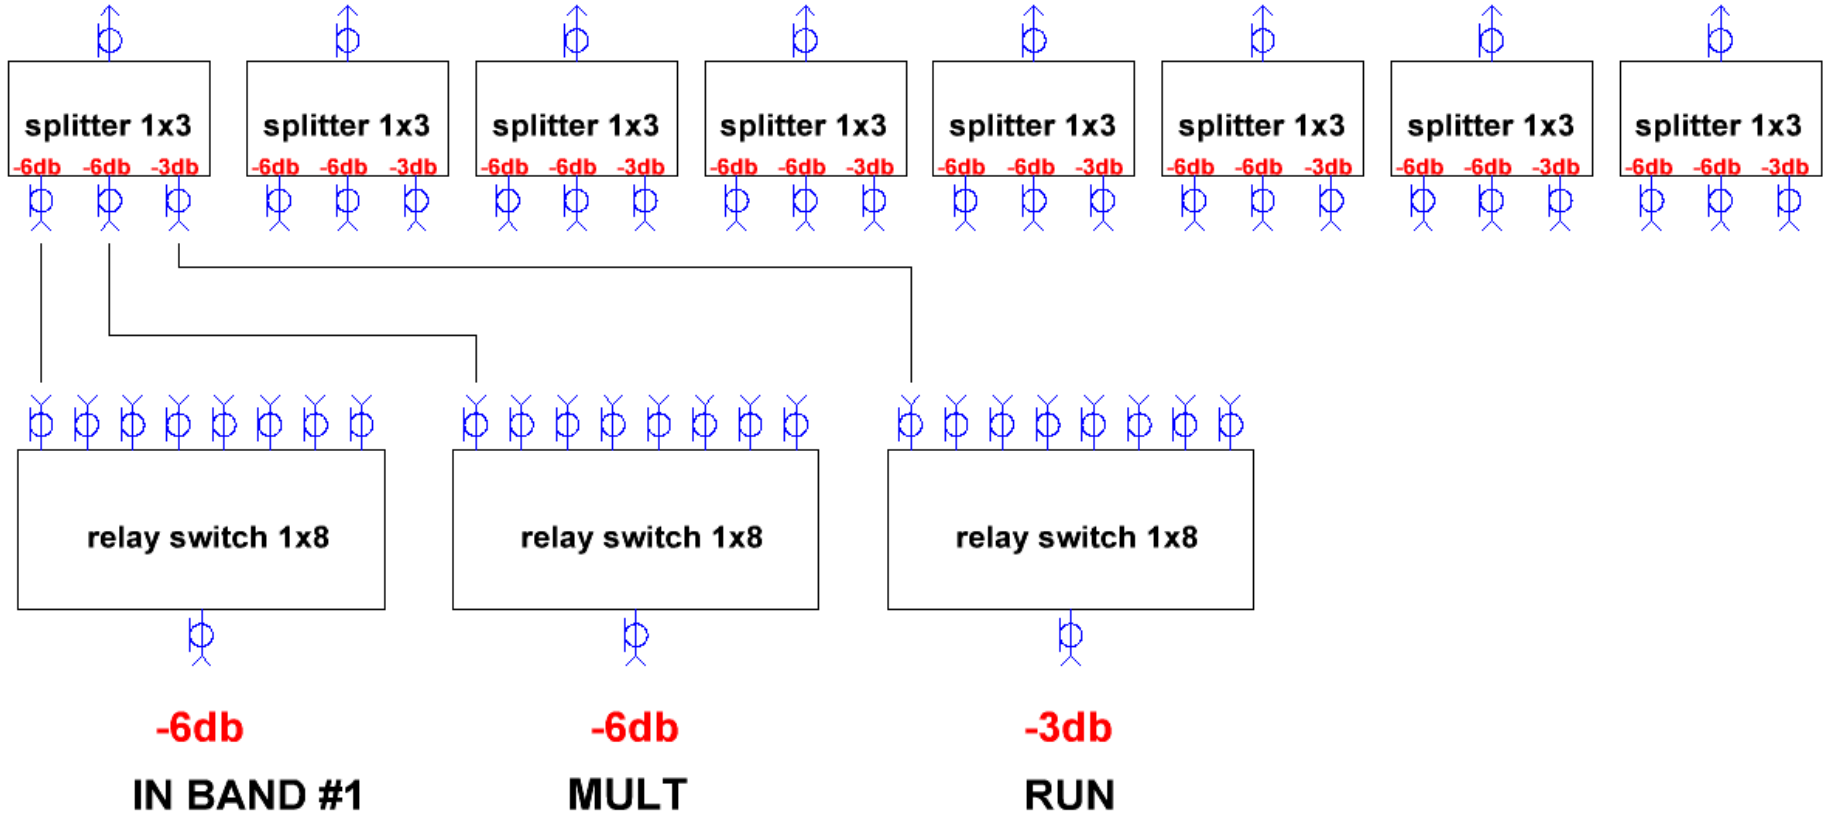 splitter 1x3 splitter 1x3 splitter 1x3 splitter 1x3 splitter 1x3 splitter 1x3 splitter 1x3 splitter 1x3
-6db -6db -3db -6db -6db -3db -6db -6db -3db -6db -6db -3db -6db -6db -3db -6db -6db -3db -6db -6db -3db -6db -6db -3db
relay switch 1x8 relay switch 1x8 relay switch 1x8
-6db -6db -3db
IN BAND #1 MULT RUN